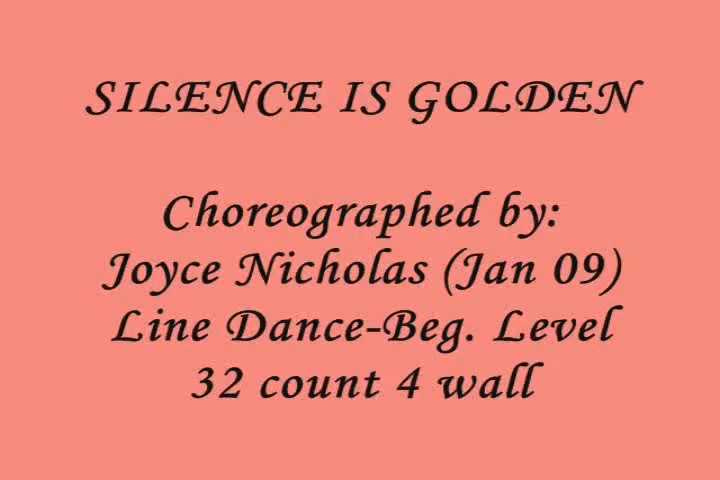 SILENCE IS GOLDEN
Choreographed by:
Joyce Nicholas (Jan 09)
Line Dance-Beg. Level
32 count 4 wall